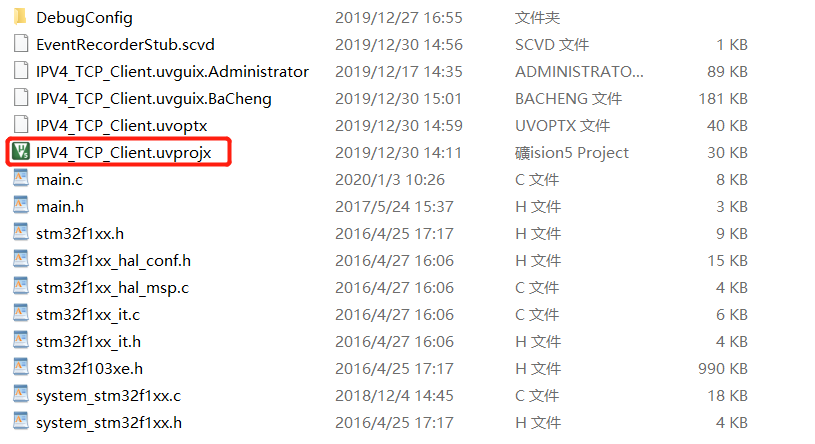 DebugConfig 2019/12/27 16:55 文件夹
EventRecorderStub.scvd 2019/12/30 14:56 SCVD 文件 1 KB
IPV4_TCP_Client.uvguix.Administrator 2019/12/17 14:35 ADMINISTRATO... 89 KB
IPV4_TCP_Client.uvguix.BaCheng 2019/12/30 15:01 BACHENG 文件 181 KB
IPV4_TCP_Client.uvoptx 2019/12/30 14:59 UVOPTX 文件 40 KB
IPV4_TCP_Client.uvprojx 2019/12/30 14:11 礦ision5 Project 30 KB
main.c 2020/1/3 10:26 C 文件 8 KB
main.h 2017/5/24 15:37 H 文件 3 KB
stm32f1xx.h 2016/4/25 17:17 H 文件 9 KB
stm32f1xx_hal_conf.h 2016/4/27 16:06 H 文件 15 KB
stm32f1xx_hal_msp.c 2016/4/27 16:06 C 文件 4 KB
stm32f1xx_it.c 2016/4/27 16:06 C 文件 6 KB
stm32f1xx_it.h 2016/4/27 16:06 H 文件 4 KB
stm32f103xe.h 2016/4/25 17:17 H 文件 990 KB
system_stm32f1xx.c 2018/12/4 14:45 C 文件 18 KB
system_stm32f1xx.h 2016/4/25 17:17 H 文件 4 KB